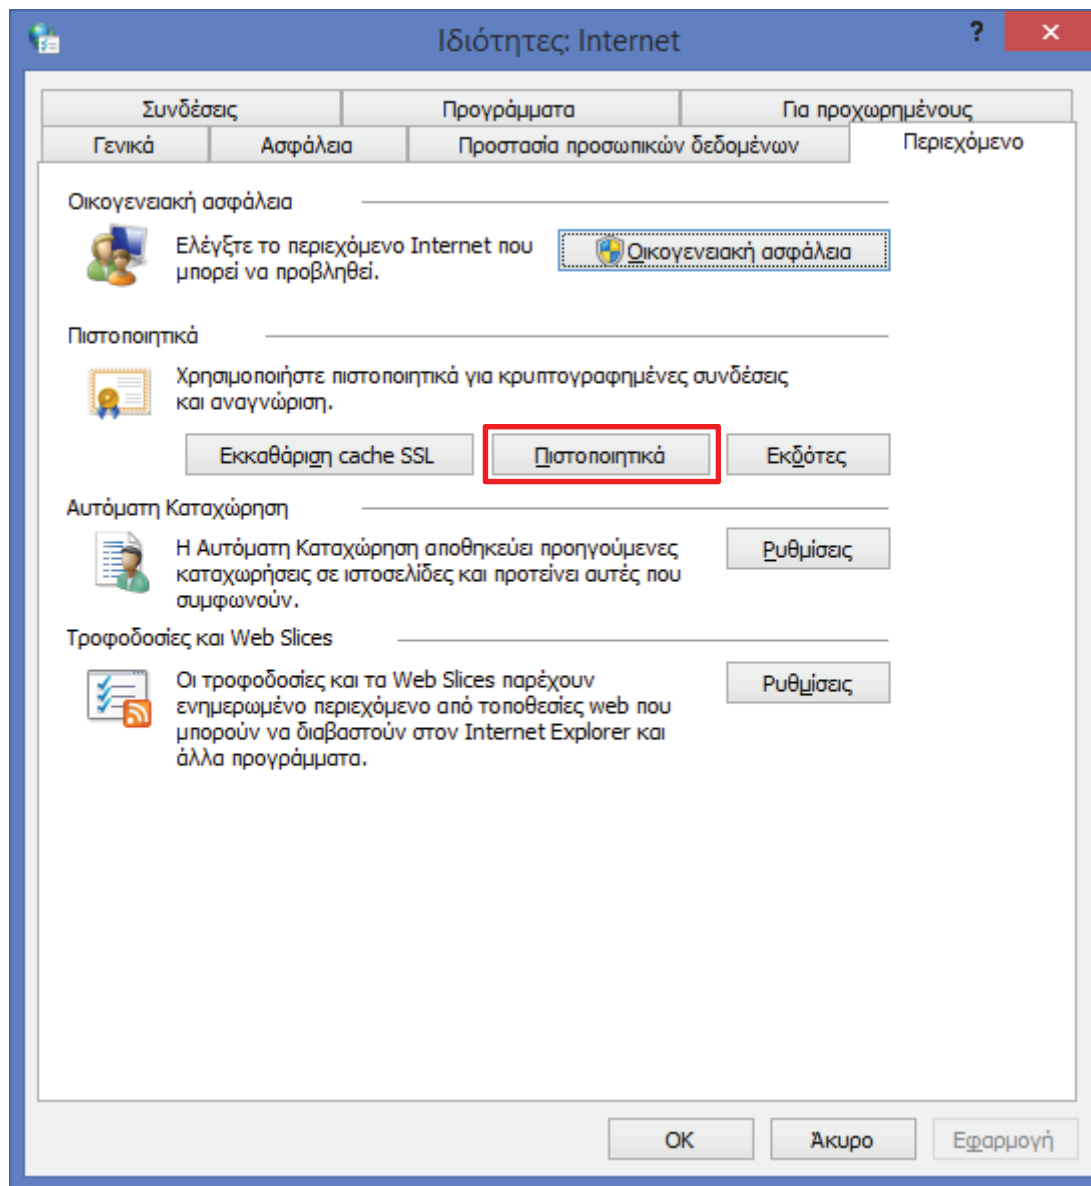 Ιδιότητες: Internet
?
Συνδέσεις
Προγράμματα
Για προχωρημένους
Γενικά
Ασφάλεια
Προστασία προσωπικών δεδομένων
Περιεχόμενο
Οικογενειακή ασφάλεια
Ελέγξτε το περιεχόμενο Internet που
μπορεί να προβληθεί.
Οικογενειακή ασφάλεια
Πιστοποιητικά
Χρησιμοποιήστε πιστοποιητικά για κρυπτογραφημένες συνδέσεις
και αναγνώριση.
Εκκαθάριση cache SSL
Πιστοποιητικά
Εκδότες
Αυτόματη Καταχώρηση
Η Αυτόματη Καταχώρηση αποθηκεύει προηγούμενες
καταχωρήσεις σε ιστοσελίδες και προτείνει αυτές που
συμφωνούν.
Ρυθμίσεις
Τροφοδοσίες και Web Slices
Οι τροφοδοσίες και τα Web Slices παρέχουν
ενημερωμένο περιεχόμενο από τοποθεσίες web που
μπορούν να διαβαστούν στον Internet Explorer και
άλλα προγράμματα.
Ρυθμίσεις
OK
Άκυρο
Εφαρμογή